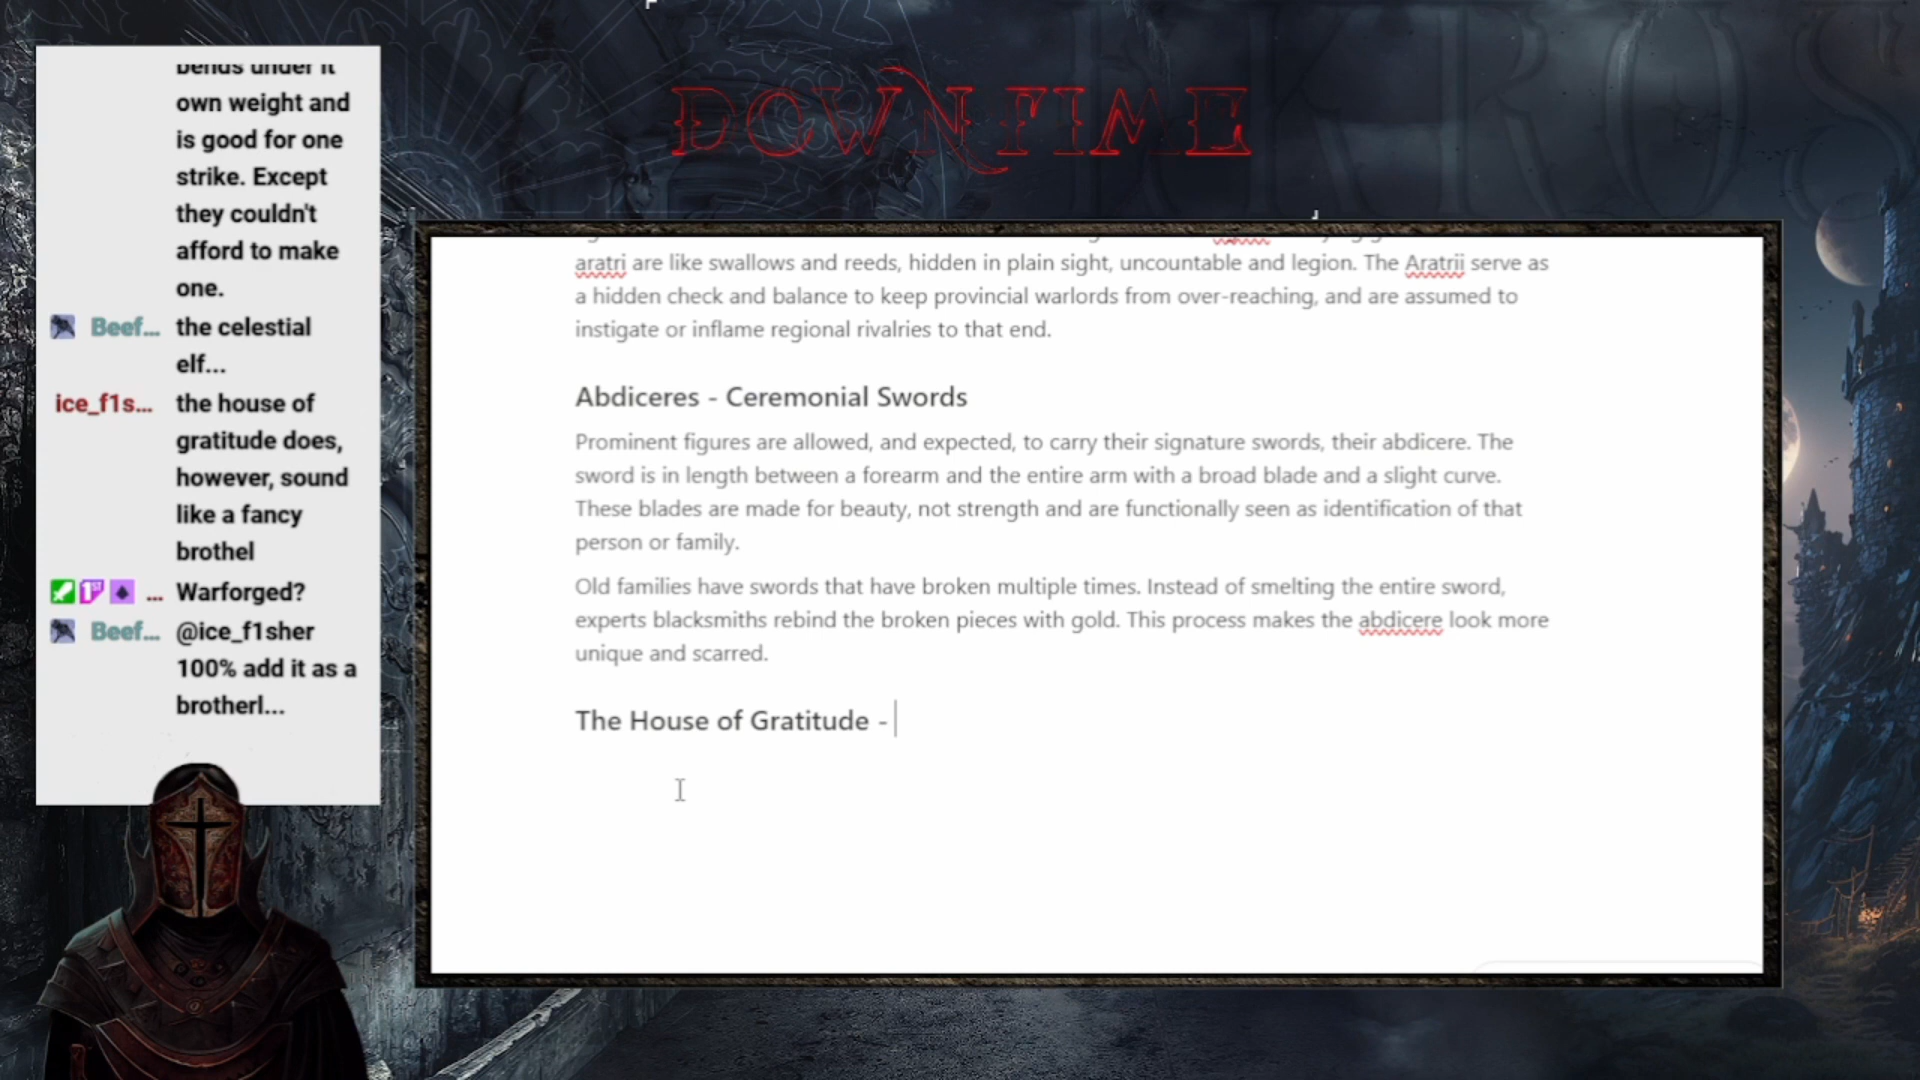 bends under it
own weight and
is good for one
strike. Except
they couldn't
afford to make
one.
Beef... the celestial
elf...
ice_f1s... the house of
gratitude does,
however, sound
like a fancy
brothel
... Warforged?
Beef... @ice_f1sher
100% add it as a
brotherl...
DOWNTIME
aratri are like swallows and reeds, hidden in plain sight, uncountable and legion. The Aratrii serve as
a hidden check and balance to keep provincial warlords from over-reaching, and are assumed to
instigate or inflame regional rivalries to that end.
Abdiceres - Ceremonial Swords
Prominent figures are allowed, and expected, to carry their signature swords, their abdicere. The
sword is in length between a forearm and the entire arm with a broad blade and a slight curve.
These blades are made for beauty, not strength and are functionally seen as identification of that
person or family.
Old families have swords that have broken multiple times. Instead of smelting the entire sword,
experts blacksmiths rebind the broken pieces with gold. This process makes the abdicere look more
unique and scarred.
The House of Gratitude -